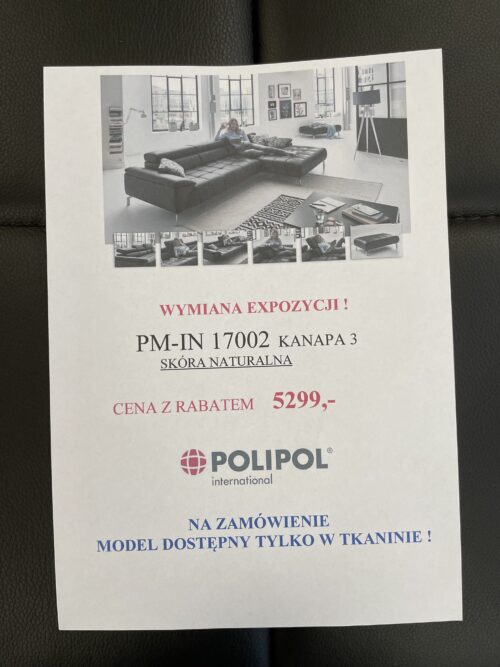 WYMIANA EXPOZYCJI !
PM-IN 17002 KANAPA 3
SKÓRA NATURALNA
CENA Z RABATEM 5299,-
POLIPOL®
international
NA ZAMÓWIENIE
MODEL DOSTĘPNY TYLKO W TKANINIE !